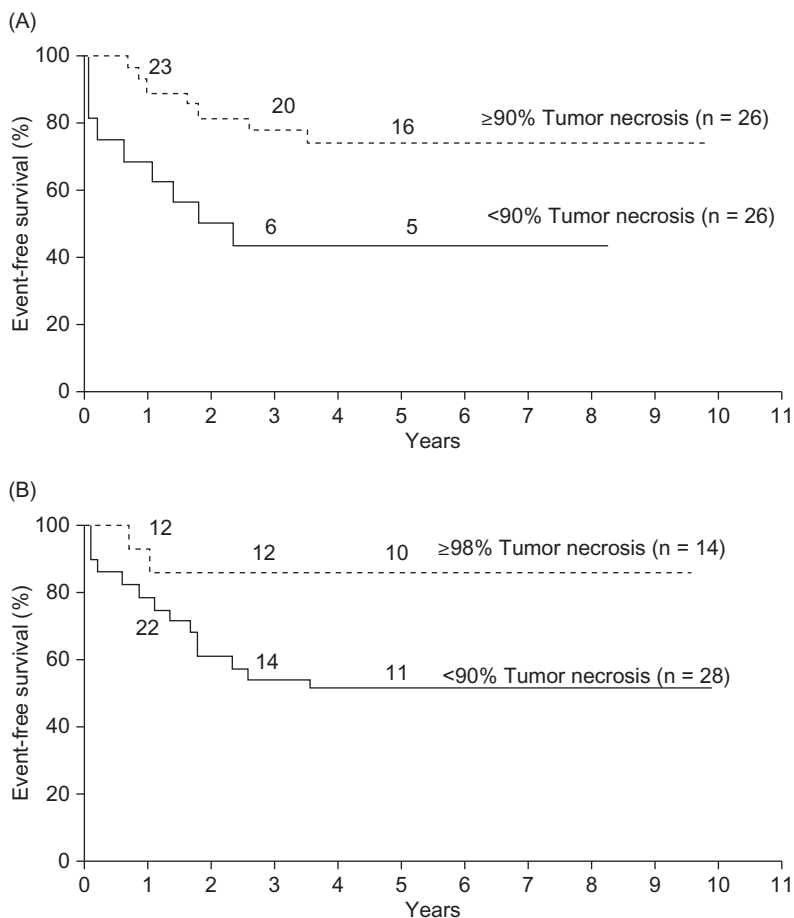 (A)
100
80
60
40
20
0
Event-free survival (%)
23
20
16
≥90% Tumor necrosis (n = 26)
6
5
<90% Tumor necrosis (n = 26)
0 1 2 3 4 5 6 7 8 9 10 11
Years
(B)
100
80
60
40
20
0
Event-free survival (%)
12
12
10
≥98% Tumor necrosis (n = 14)
22
14
11
<90% Tumor necrosis (n = 28)
0 1 2 3 4 5 6 7 8 9 10 11
Years